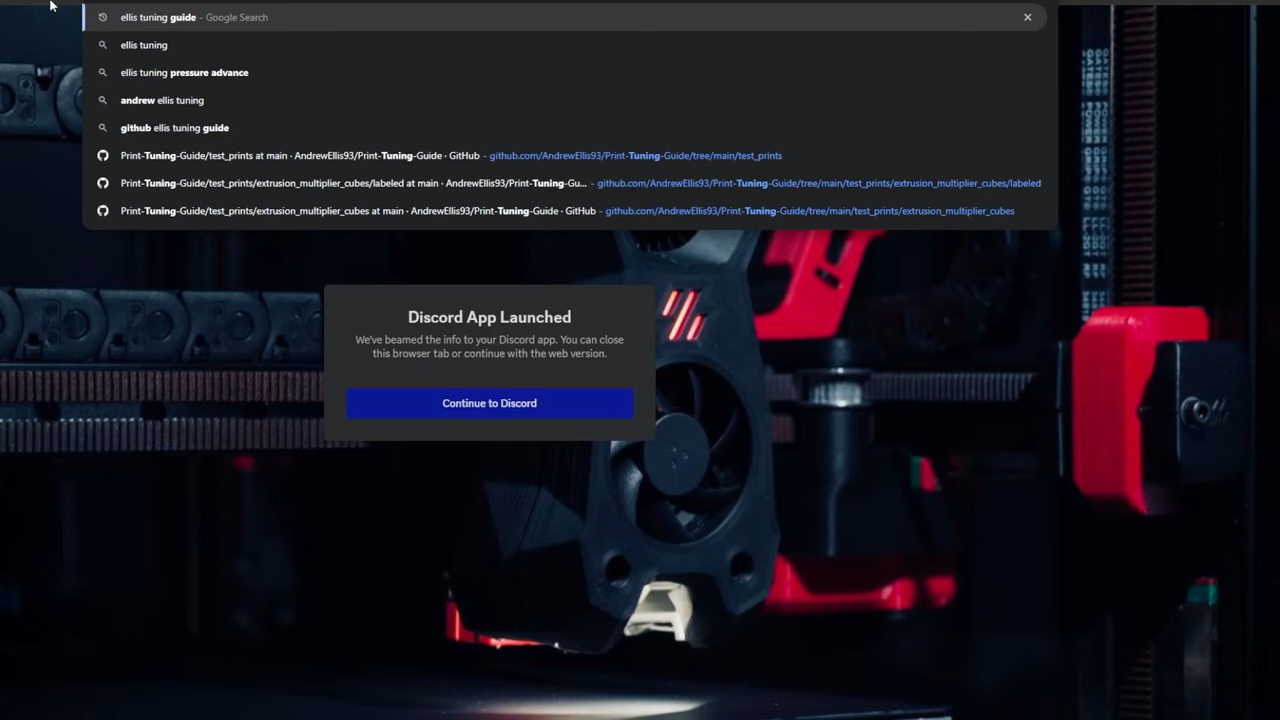 ellis tuning guide - Google Search
ellis tuning
ellis tuning pressure advance
andrew ellis tuning
github ellis tuning guide
Print-Tuning-Guide/test_prints at main · AndrewEllis93/Print-Tuning-Guide · GitHub - github.com/AndrewEllis93/Print-Tuning-Guide/tree/main/test_prints
Print-Tuning-Guide/test_prints/extrusion_multiplier_cubes/labeled at main · AndrewEllis93/Print-Tuning-Gu... - github.com/AndrewEllis93/Print-Tuning-Guide/tree/main/test_prints/extrusion_multiplier_cubes/labeled
Print-Tuning-Guide/test_prints/extrusion_multiplier_cubes at main · AndrewEllis93/Print-Tuning-Guide · GitHub - github.com/AndrewEllis93/Print-Tuning-Guide/tree/main/test_prints/extrusion_multiplier_cubes
Discord App Launched
We've beamed the info to your Discord app. You can close
this browser tab or continue with the web version.
Continue to Discord